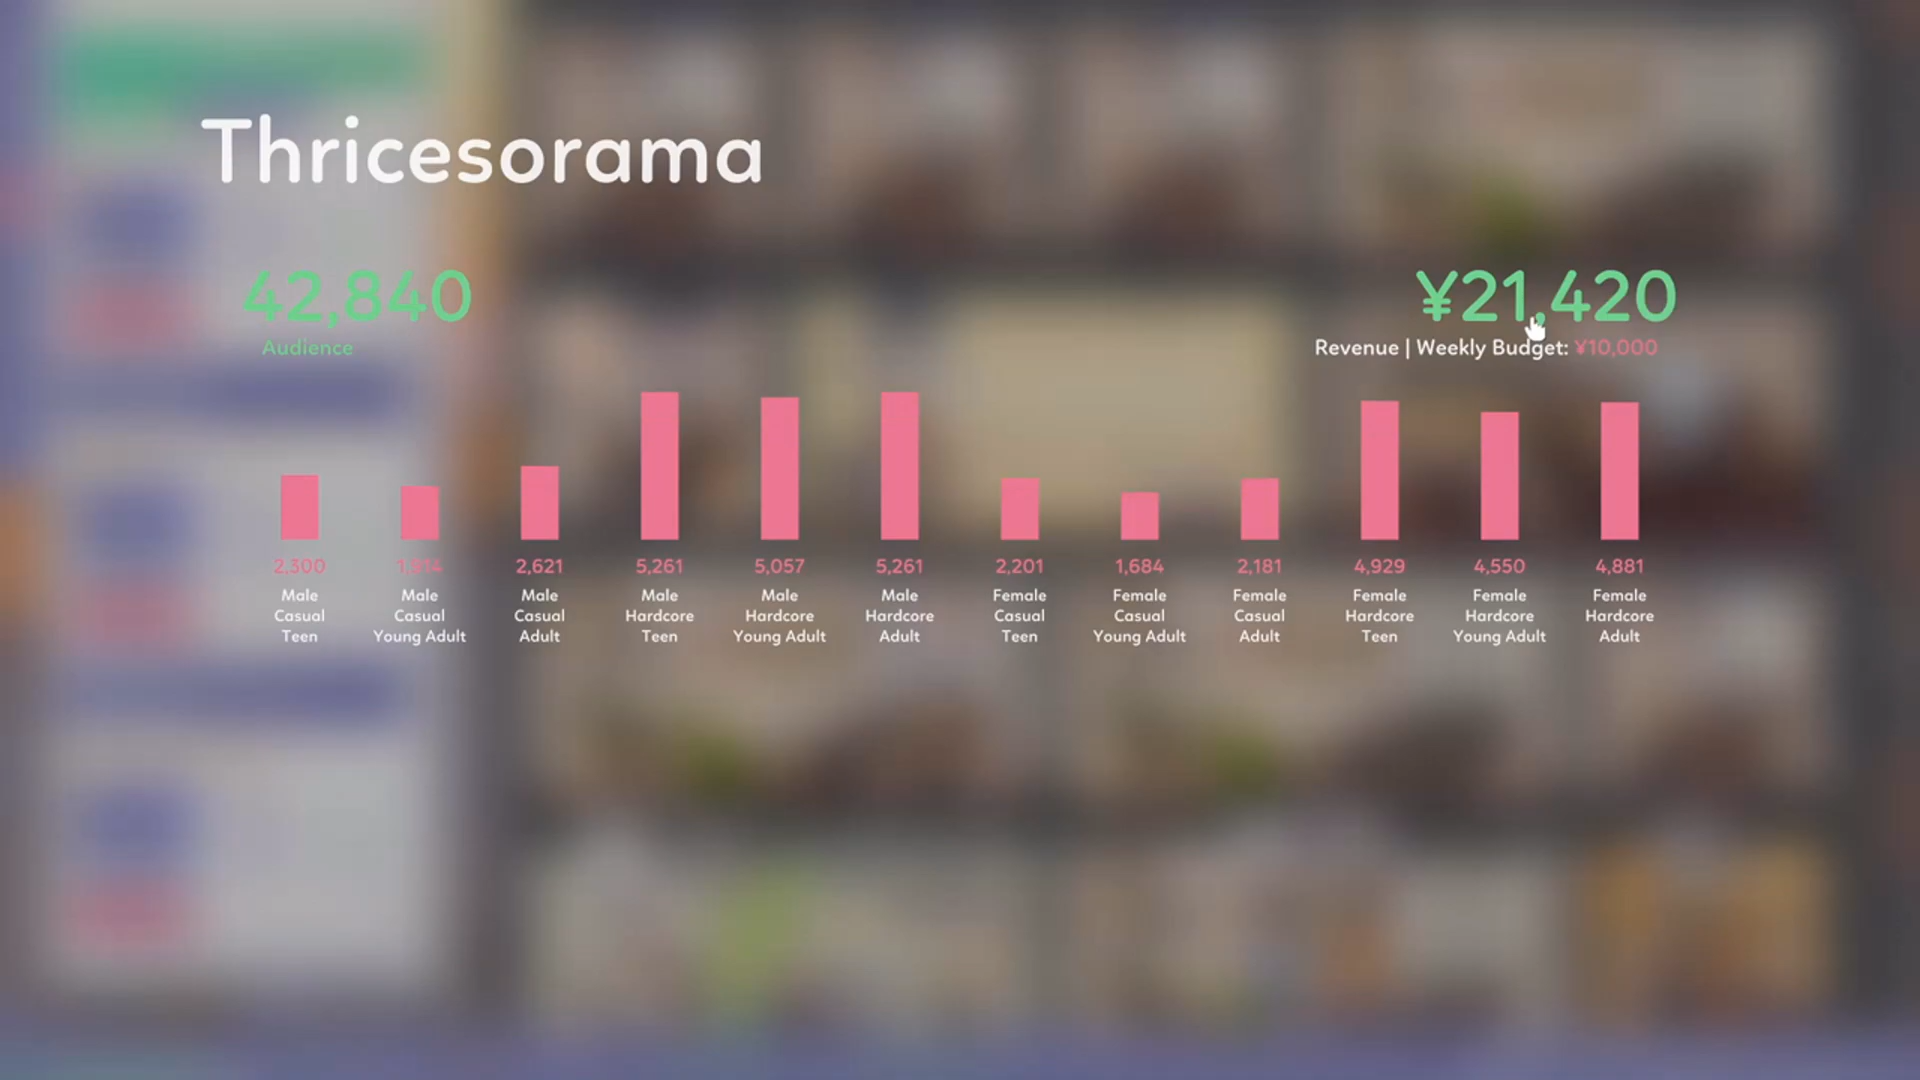 Thricesorama
42,840
Audience
¥21,420
Revenue | Weekly Budget: ¥10,000
2,300
Male
Casual
Teen
1,914
Male
Casual
Young Adult
2,621
Male
Casual
Adult
5,261
Male
Hardcore
Teen
5,057
Male
Hardcore
Young Adult
5,261
Male
Hardcore
Adult
2,201
Female
Casual
Teen
1,684
Female
Casual
Young Adult
2,181
Female
Casual
Adult
4,929
Female
Hardcore
Teen
4,550
Female
Hardcore
Young Adult
4,881
Female
Hardcore
Adult